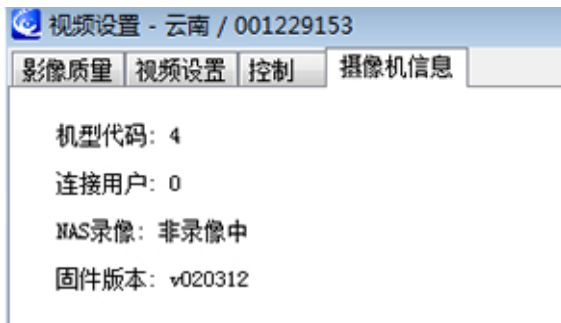 视频设置 - 云南 / 001229153
影像质量 视频设置 控制 摄像机信息
机型代码: 4
连接用户: 0
NAS录像: 非录像中
固件版本: v020312